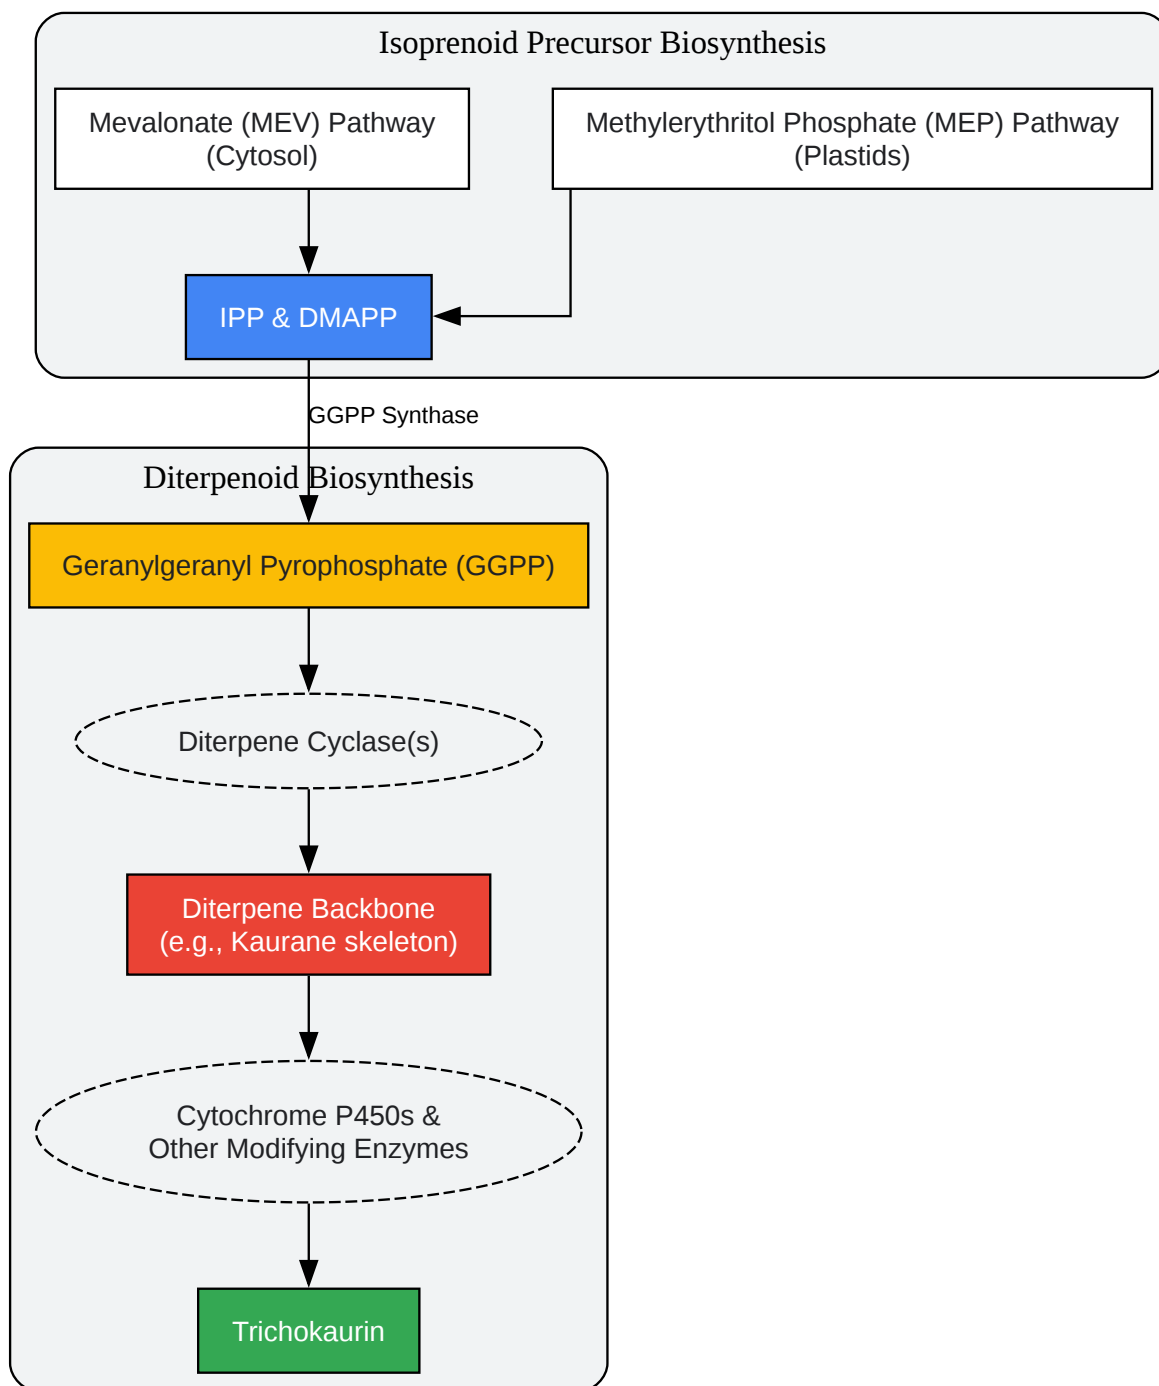 Isoprenoid Precursor Biosynthesis
Mevalonate (MEV) Pathway
(Cytosol)
Methylerythritol Phosphate (MEP) Pathway
(Plastids)
IPP & DMAPP
GGPP Synthase
Diterpenoid Biosynthesis
Geranylgeranyl Pyrophosphate (GGPP)
Diterpene Cyclase(s)
Diterpene Backbone
(e.g., Kaurane skeleton)
Cytochrome P450s &
Other Modifying Enzymes
Trichokaurin